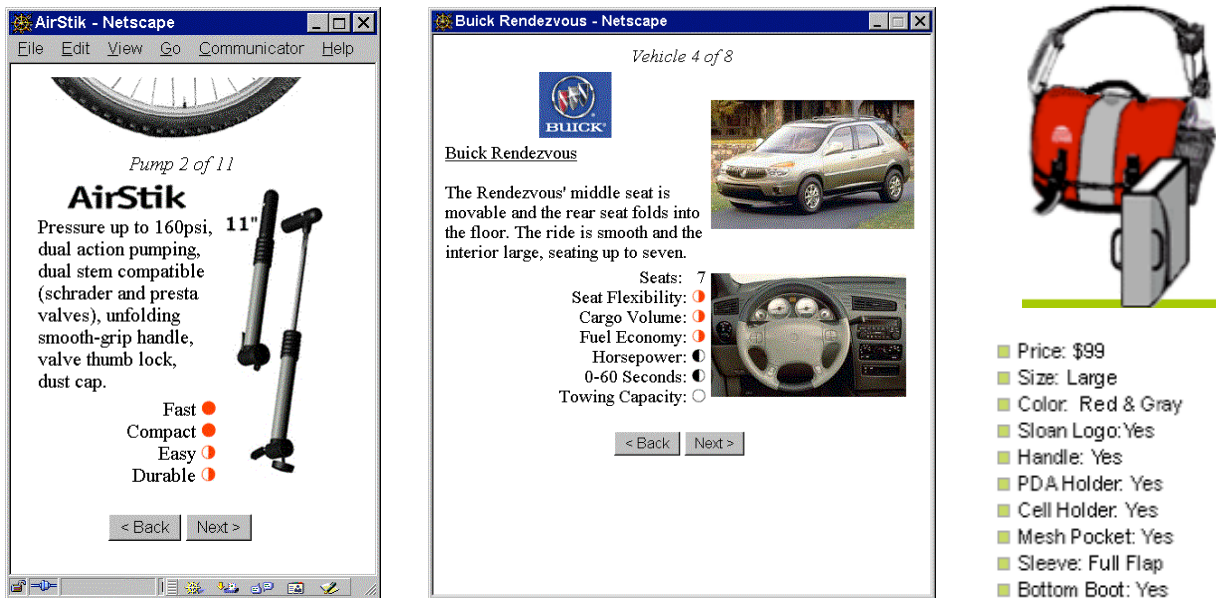 AirStik - Netscape
File Edit View Go Communicator Help
Pump 2 of 11
AirStik
11"
Pressure up to 160psi,
dual action pumping,
dual stem compatible
(schrader and presta
valves), unfolding
smooth-grip handle,
valve thumb lock,
dust cap.
Fast
Compact
Easy
Durable
< Back Next >
Buick Rendezvous - Netscape
Vehicle 4 of 8
BUICK
Buick Rendezvous
The Rendezvous' middle seat is
movable and the rear seat folds into
the floor. The ride is smooth and the
interior large, seating up to seven.
Seats: 7
Seat Flexibility:
Cargo Volume:
Fuel Economy:
Horsepower:
0-60 Seconds:
Towing Capacity:
< Back Next >
Price: $99
Size: Large
Color: Red & Gray
Sloan Logo: Yes
Handle: Yes
PDA Holder: Yes
Cell Holder: Yes
Mesh Pocket: Yes
Sleeve: Full Flap
Bottom Boot: Yes